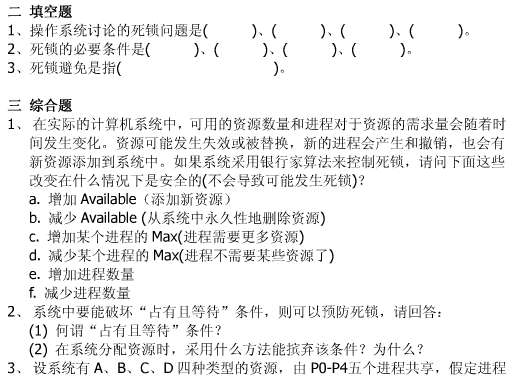 二 填空题
1、操作系统讨论的死锁问题是( )、( )、( )、( )。
2、死锁的必要条件是( )、( )、( )、( )。
3、死锁避免是指( )。
三 综合题
1、 在实际的计算机系统中，可用的资源数量和进程对于资源的需求量会随着时
间发生变化。资源可能发生失效或被替换，新的进程会产生和撤销，也会有
新资源添加到系统中。如果系统采用银行家算法来控制死锁，请问下面这些
改变在什么情况下是安全的(不会导致可能发生死锁)?
a. 增加 Available（添加新资源）
b. 减少 Available (从系统中永久性地删除资源)
c. 增加某个进程的 Max(进程需要更多资源)
d. 减少某个进程的 Max(进程不需要某些资源了)
e. 增加进程数量
f. 减少进程数量
2、 系统中要能破坏“占有且等待”条件，则可以预防死锁，请回答：
(1) 何谓“占有且等待”条件？
(2) 在系统分配资源时，采用什么方法能摈弃该条件？为什么？
3、 设系统有 A、B、C、D 四种类型的资源，由 P0-P4五个进程共享，假定进程